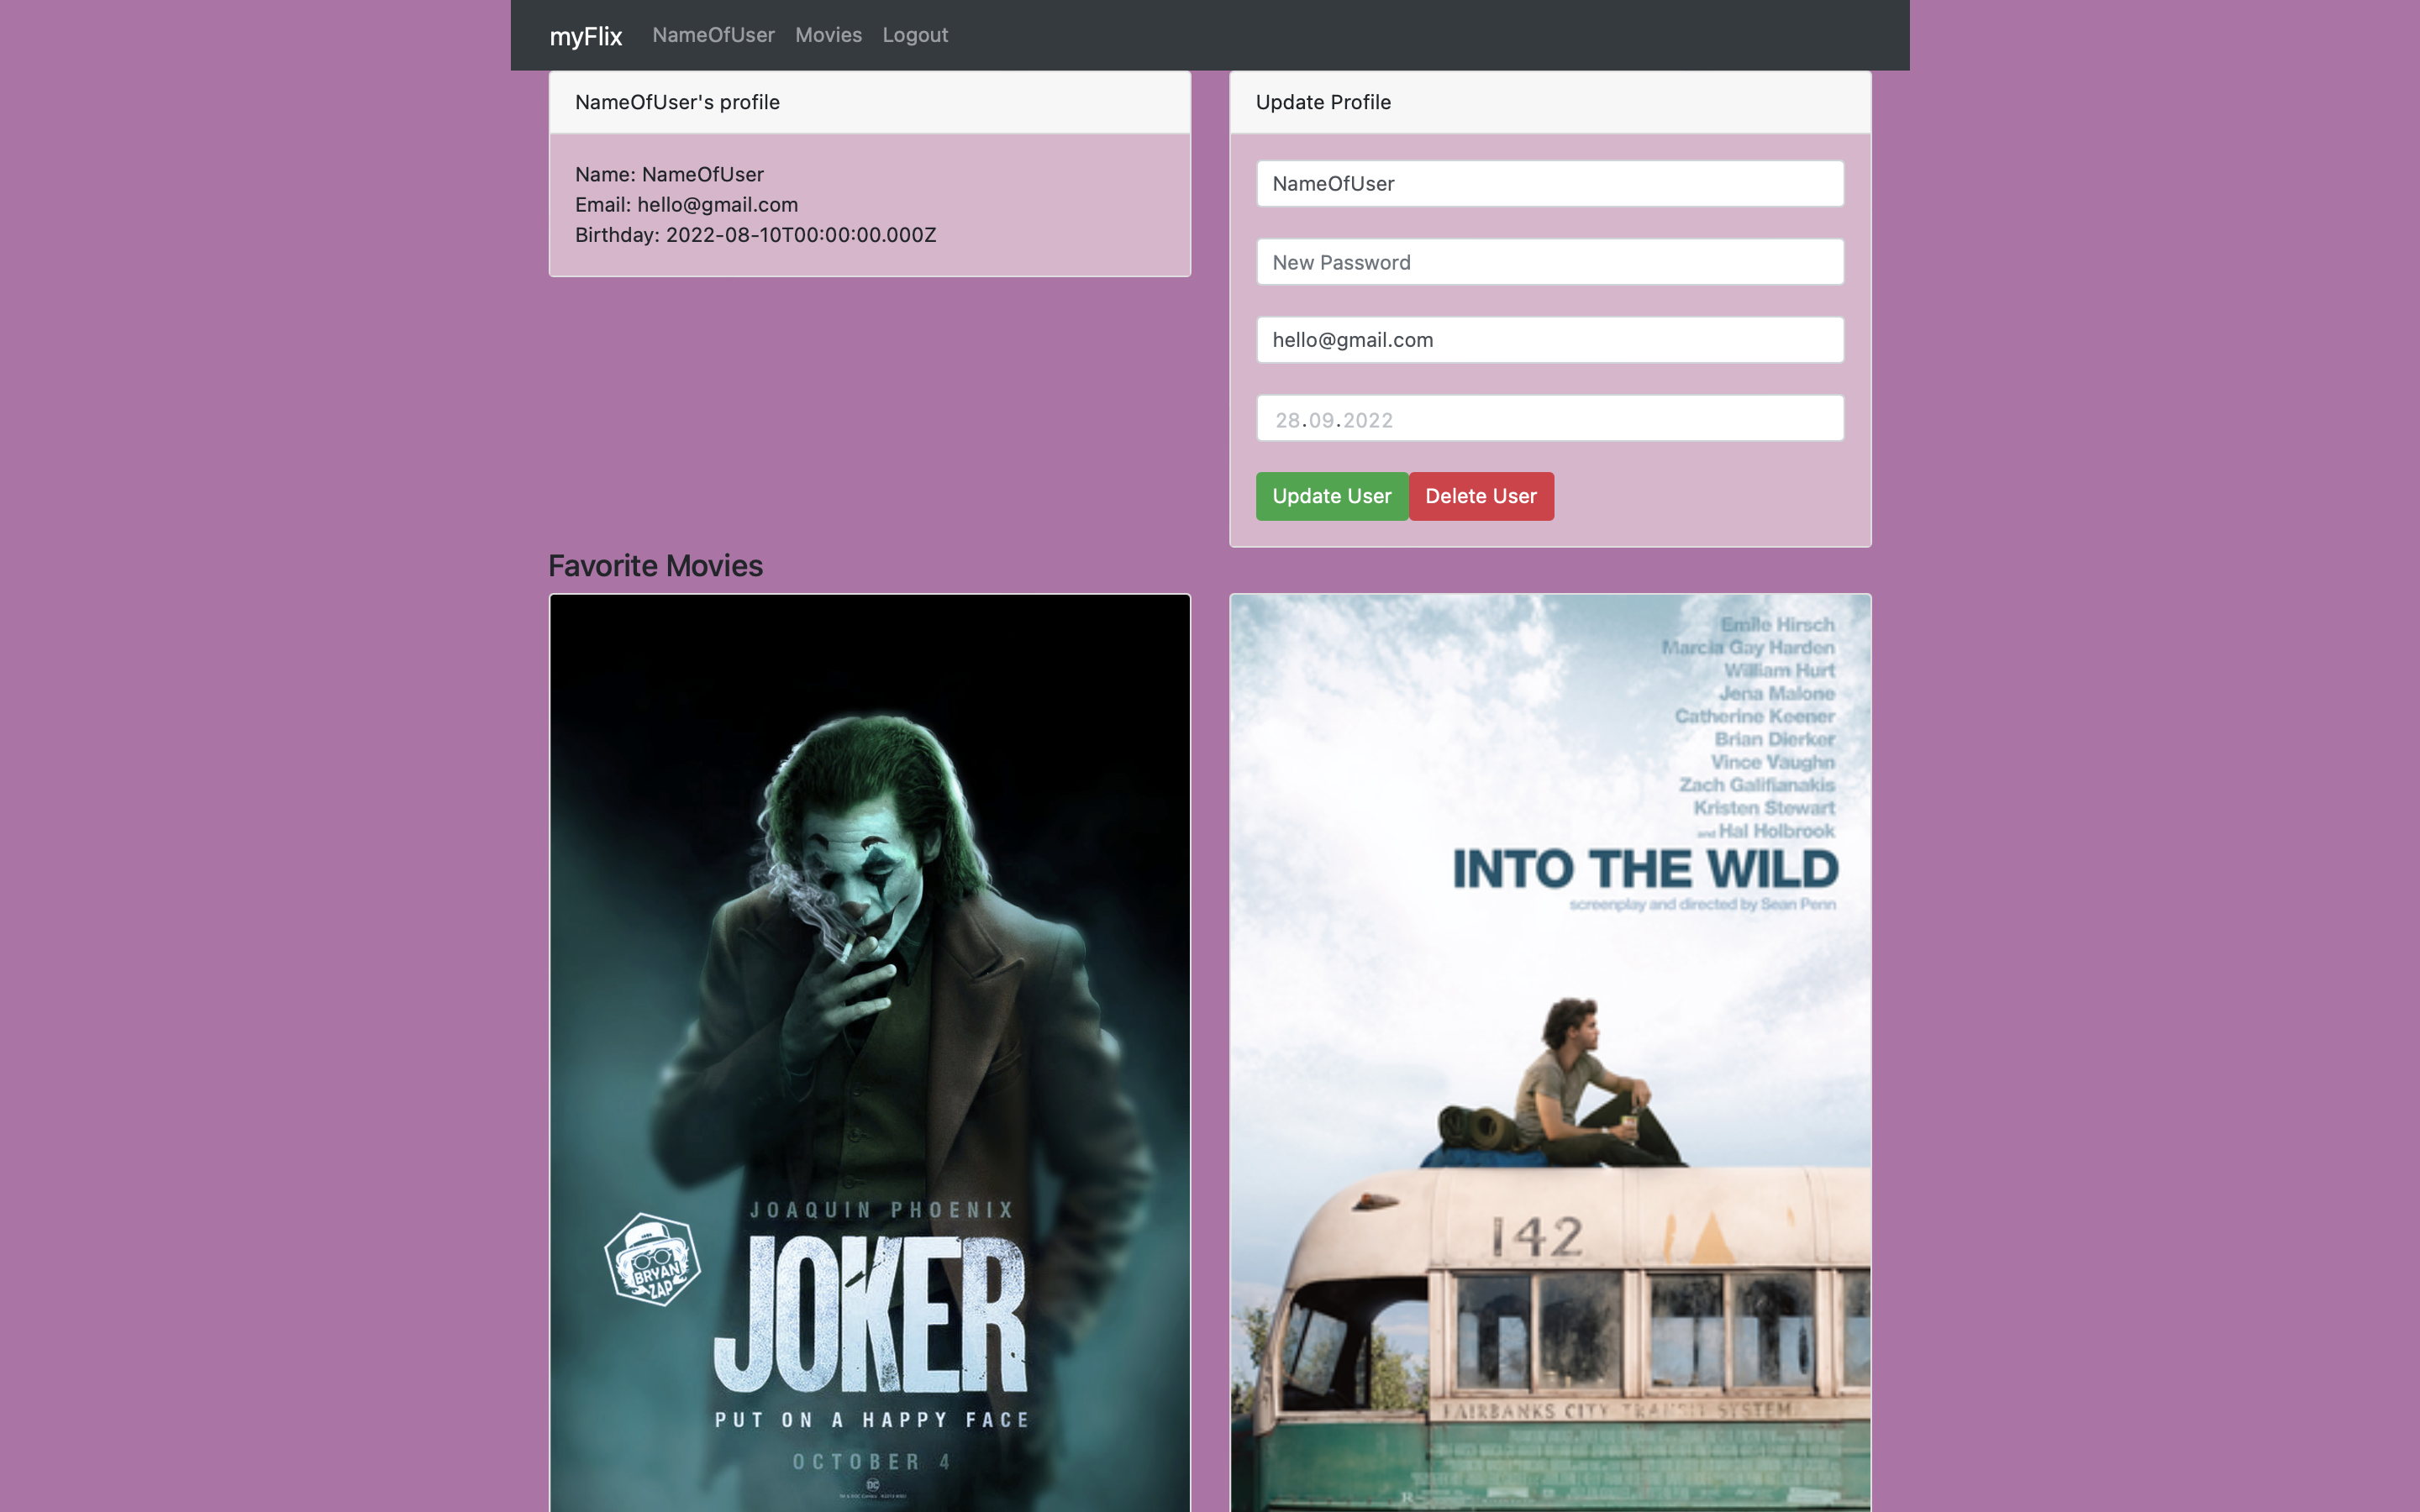 myFlix NameOfUser Movies Logout
NameOfUser's profile
Name: NameOfUser
Email: hello@gmail.com
Birthday: 2022-08-10T00:00:00.000Z
Update Profile
NameOfUser
New Password
hello@gmail.com
28.09.2022
Update User Delete User
Favorite Movies
JOAQUIN PHOENIX
BRYAN
ZAP
JOKER
PUT ON A HAPPY FACE
OCTOBER 4
DC
Emile Hirsch
Marcia Gay Harden
William Hurt
Jena Malone
Catherine Keener
Brian Dierker
Vince Vaughn
Zach Galifianakis
Kristen Stewart
and Hal Holbrook
INTO THE WILD
screenplay and directed by Sean Penn
142
FAIRBANKS CITY TRANSIT SYSTEM